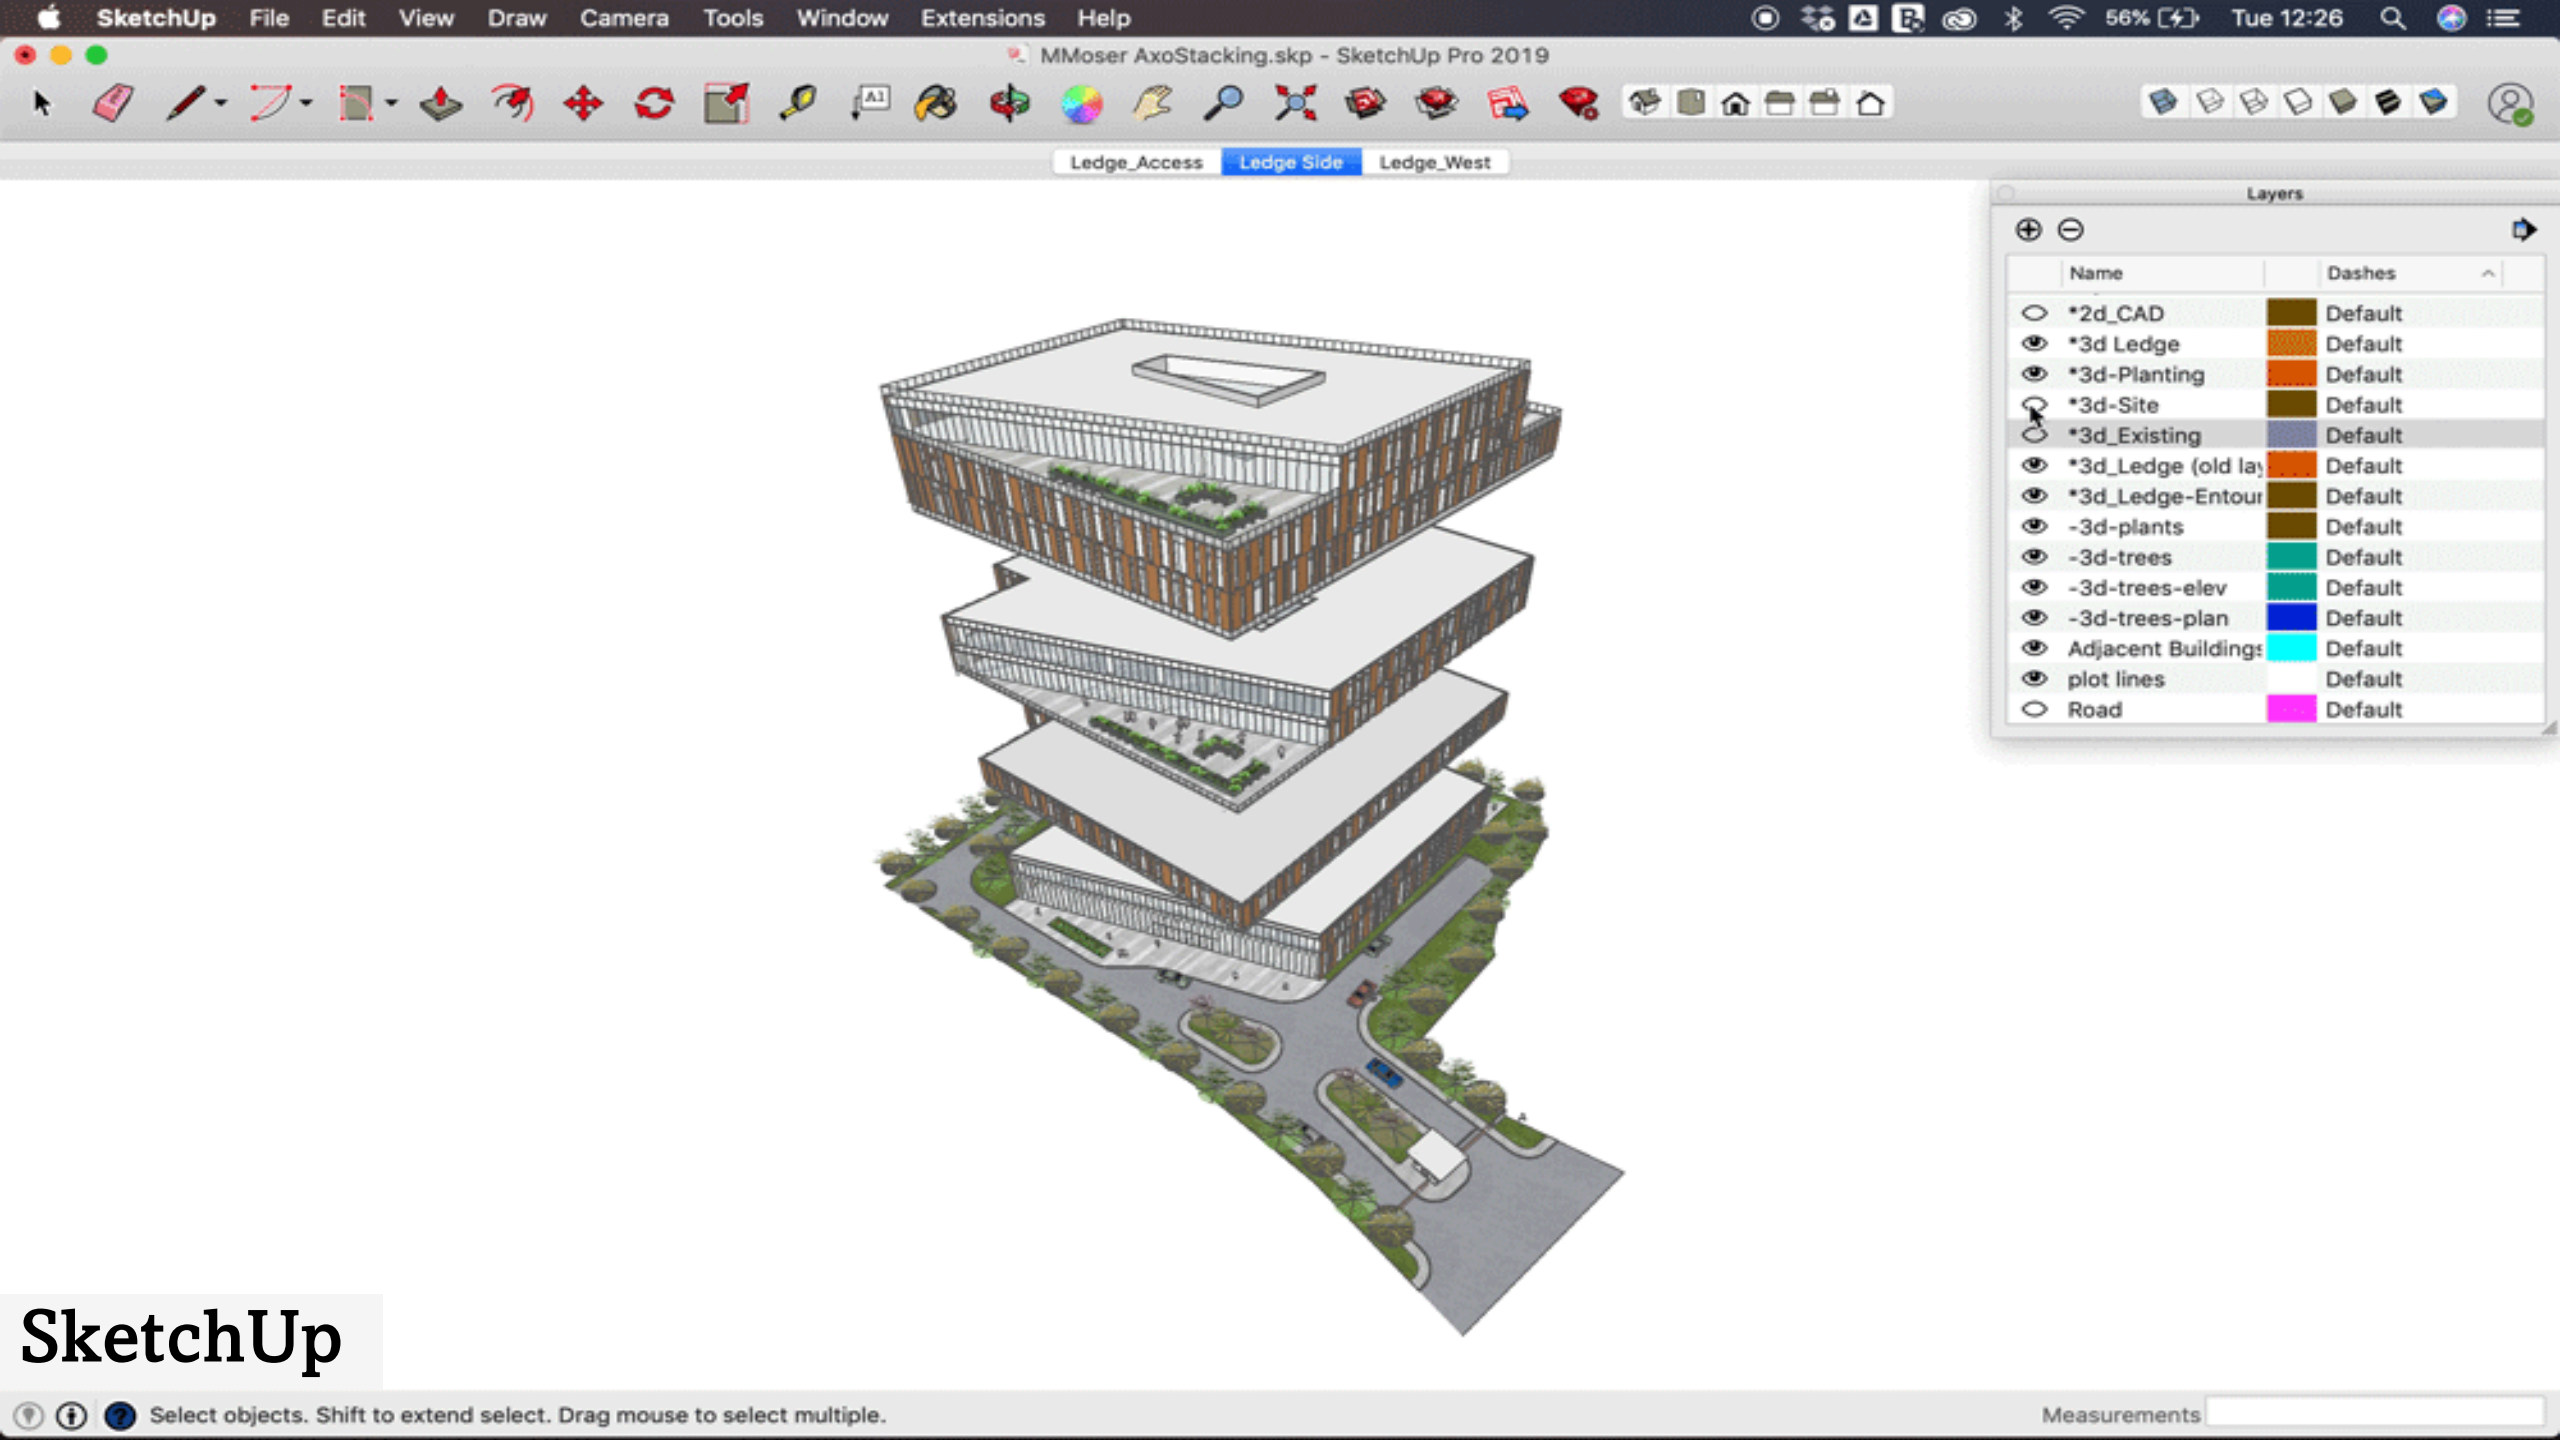 SketchUp File Edit View Draw Camera Tools Window Extensions Help 56% Tue 12:26
MMoser AxoStacking.skp - SketchUp Pro 2019
A1
Ledge_Access Ledge Side Ledge_West
Layers
Name Dashes
*2d_CAD Default
*3d Ledge Default
*3d-Planting Default
*3d-Site Default
*3d_Existing Default
*3d_Ledge (old lay Default
*3d_Ledge-Entour Default
-3d-plants Default
-3d-trees Default
-3d-trees-elev Default
-3d-trees-plan Default
Adjacent Buildings Default
plot lines Default
Road Default
SketchUp
Select objects. Shift to extend select. Drag mouse to select multiple. Measurements